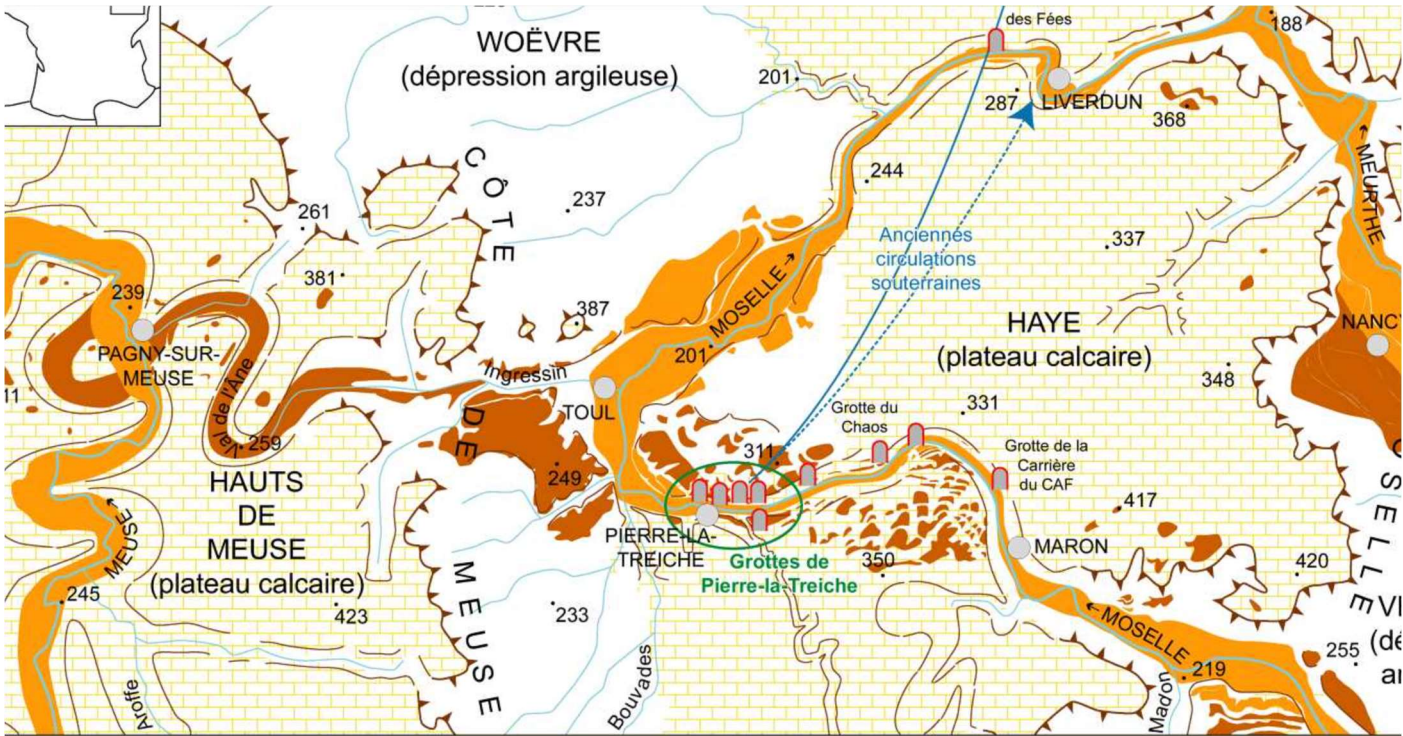 des Fées
188
WOËVRE
(dépression argileuse)
201
287
LIVERDUN
368
CÔTE
DE
MEUSE
244
237
261
MEURTHE
Anciennes
circulations
souterraines
337
381
239
387
MOSELLE
HAYE
(plateau calcaire)
NANCY
PAGNY-SUR-
MEUSE
201
Ingressin
348
11
Val de l'Âne
TOUL
331
Grotte du
Chaos
259
311
Grotte de la
Carrière
du CAF
249
HAUTS
DE
MEUSE
(plateau calcaire)
417
MEUSE
PIERRE-LA-
TREICHE
MARON
Grottes de
Pierre-la-Treiche
350
420
OSELLE
245
423
233
MOSELLE
255
219
Aroffe
Bouvades
Madon